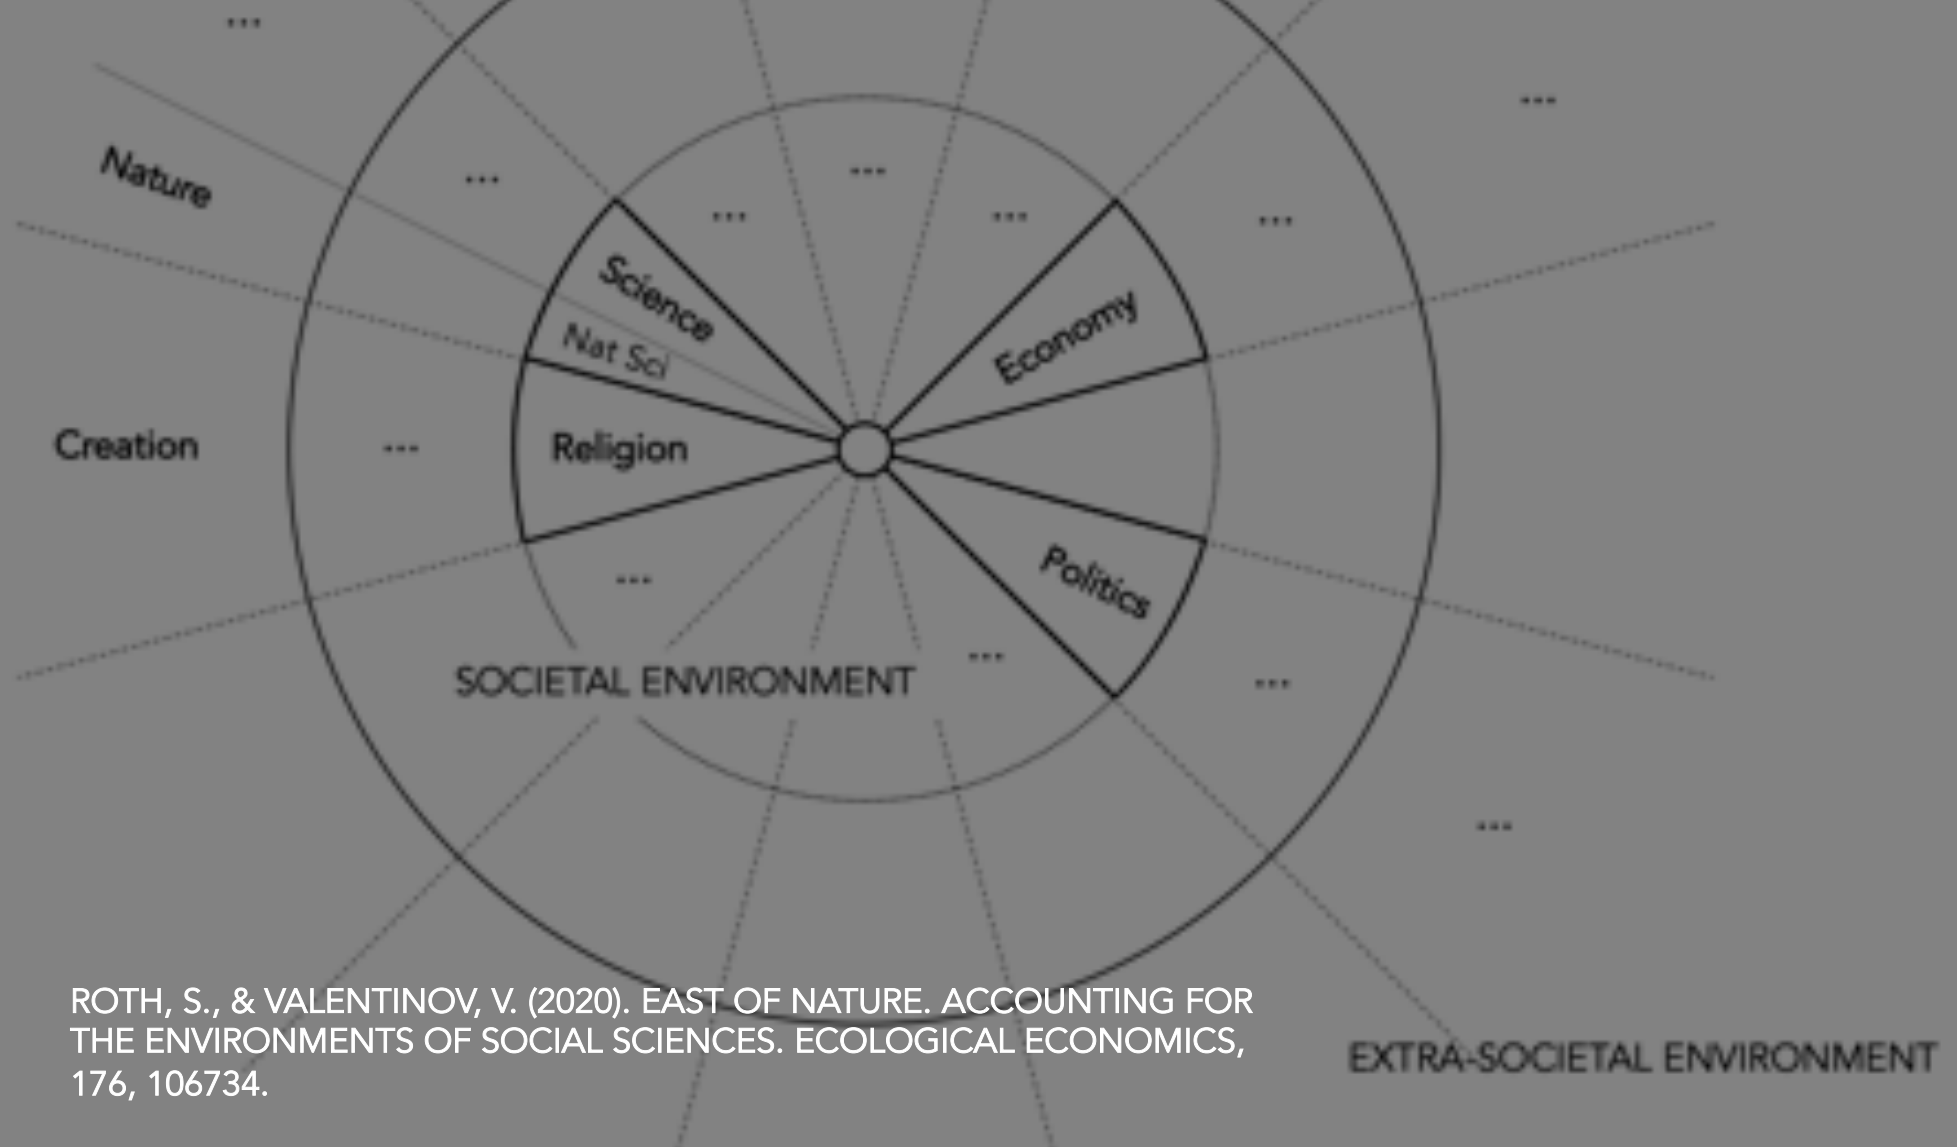 ...
...
Nature
...
...
...
...
...
Science
Economy
Nat Sci
Creation
...
Religion
...
Politics
...
SOCIETAL ENVIRONMENT
...
...
ROTH, S., & VALENTINOV, V. (2020). EAST OF NATURE. ACCOUNTING FOR
THE ENVIRONMENTS OF SOCIAL SCIENCES. ECOLOGICAL ECONOMICS,
176, 106734.
EXTRA-SOCIETAL ENVIRONMENT